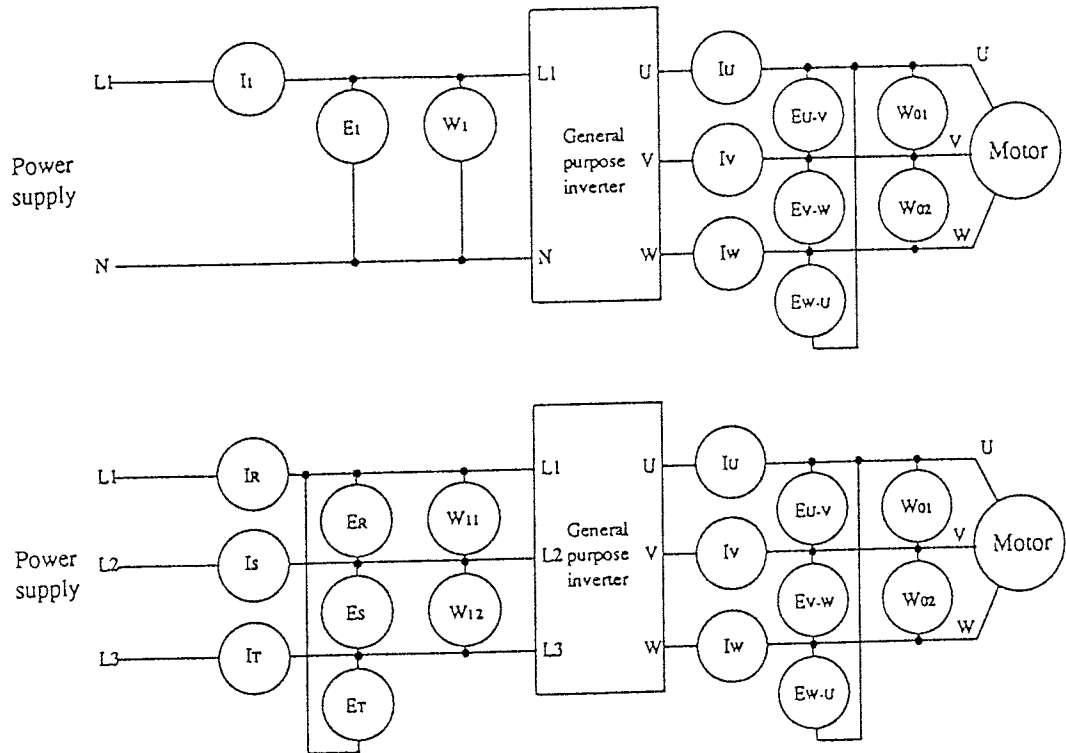 L1
I1
E1
W1
L1
U
IU
EU-V
W01
U
Power
supply
General
purpose
inverter
V
IV
V
Motor
EV-W
W02
N
N
W
IW
W
EW-U
L1
IR
L1
U
IU
U
ER
W11
EU-V
W01
Power
supply
L2
IS
L2
General
purpose
inverter
V
IV
V
Motor
ES
W12
EV-W
W02
L3
IT
L3
W
IW
W
ET
EW-U